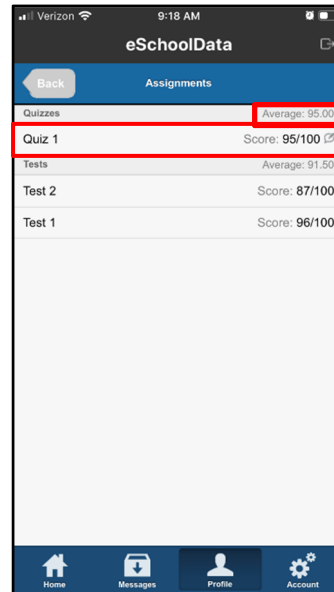 Verizon 9:18 AM
eSchoolData
Back Assignments
Quizzes Average: 95.00
Quiz 1 Score: 95/100
Tests Average: 91.50
Test 2 Score: 87/100
Test 1 Score: 96/100
Home Messages Profile Account